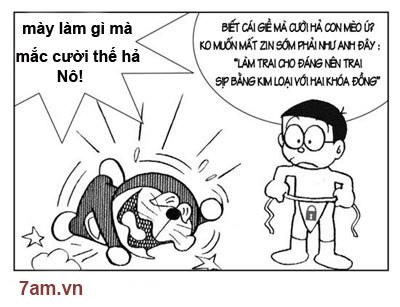 mày làm gì mà
mắc cười thế hả
Nô!
BIẾT CÁI GIỀ MÀ CƯỜI HẢ CON MÈO Ú?
KO MUỐN MẤT ZIN SỚM PHẢI NHƯ ANH ĐÂY :
"LÀM TRAI CHO ĐÁNG NÊN TRAI
SỊP BẰNG KIM LOẠI VỚI HAI KHÓA ĐỒNG"
7am.vn